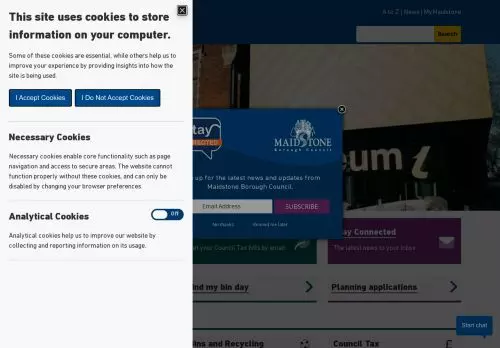 This site uses cookies to store
information on your computer.
Some of these cookies are essential, while others help us to
improve your experience by providing insights into how the
site is being used.
I Accept Cookies
I Do Not Accept Cookies
Necessary Cookies
Necessary cookies enable core functionality such as page
navigation and access to secure areas. The website cannot
function properly without these cookies, and can only be
disabled by changing your browser preferences.
Analytical Cookies
Off
Analytical cookies help us to improve our website by
collecting and reporting information on its usage.
A to Z | News | My Maidstone
Search
MAIDSTONE
Borough Council
up for the latest news and updates from
Maidstone Borough Council.
Email Address
SUBSCRIBE
No thanks
Remind me later
eum
i
Connected
your Council Tax bills by email
The latest news to your inbox
my bin day
Planning applications
and Recycling
Council Tax
Start chat